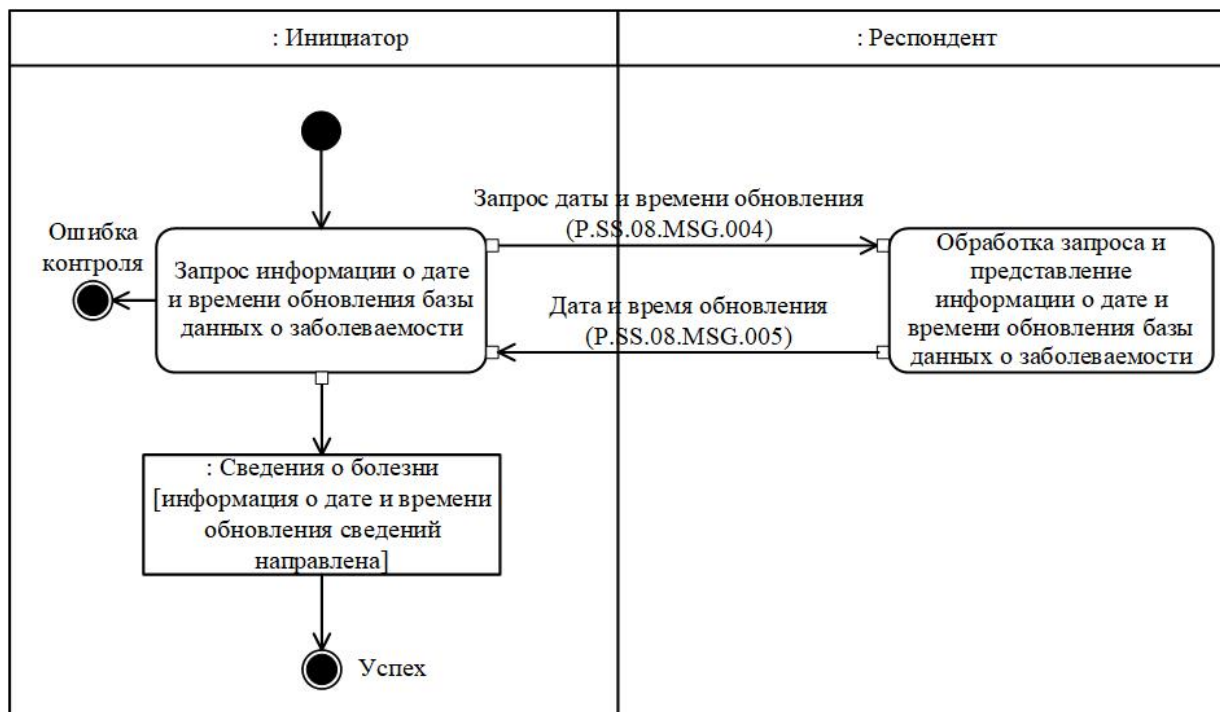 : Инициатор
: Респондент
Запрос даты и времени обновления
(P.SS.08.MSG.004)
Ошибка
контроля
Запрос информации о дате
и времени обновления базы
данных о заболеваемости
Обработка запроса и
представление
информации о дате и
времени обновления базы
данных о заболеваемости
Дата и время обновления
(P.SS.08.MSG.005)
: Сведения о болезни
[информация о дате и времени
обновления сведений
направлена]
Успех